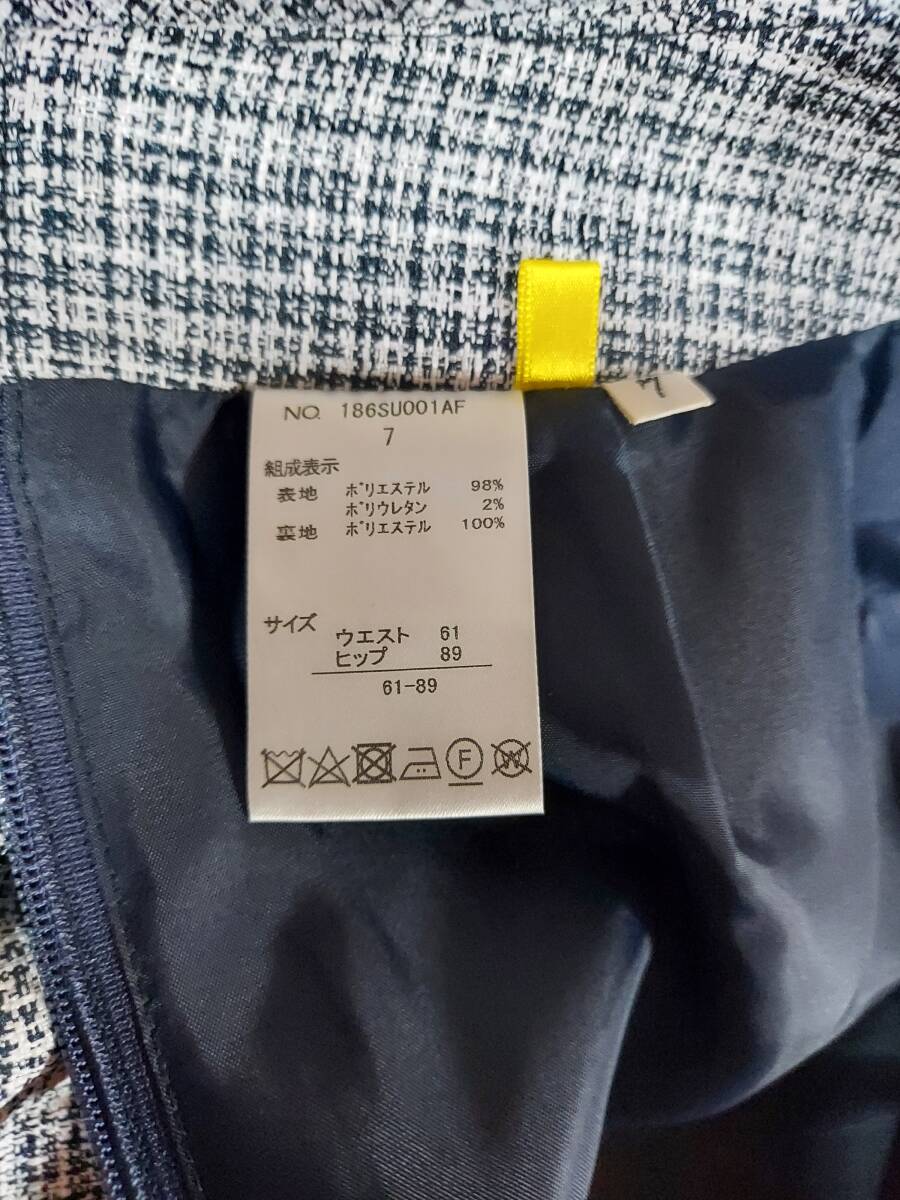 NO. 186SU001AF
7
組成表示
表地 ポリエステル 98%
ポリウレタン 2%
裏地 ポリエステル 100%
サイズ
ウエスト 61
ヒップ 89
61-89
F
W
7